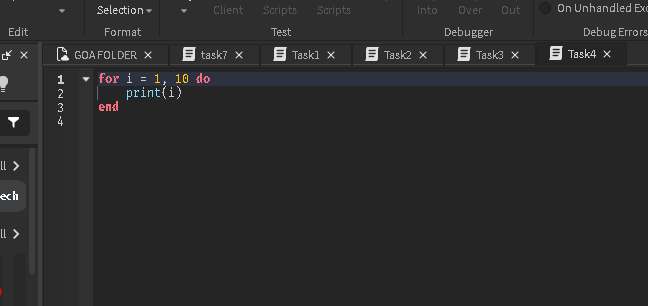 Selection
Client Scripts Scripts
Into Over Out
On Unhandled Exc
Edit
Format
Test
Debugger
Debug Errors
GOA FOLDER
task7
Task1
Task2
Task3
Task4
1 for i = 1, 10 do
2 print(i)
3 end
4
ll
ech
ll